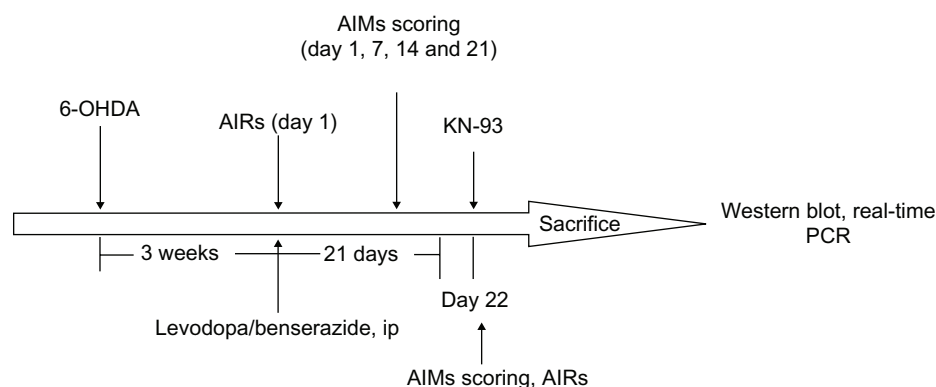 AIMs scoring
(day 1, 7, 14 and 21)
6-OHDA
AIRs (day 1)
KN-93
Sacrifice
Western blot, real-time
PCR
3 weeks
21 days
Day 22
Levodopa/benserazide, ip
AIMs scoring, AIRs